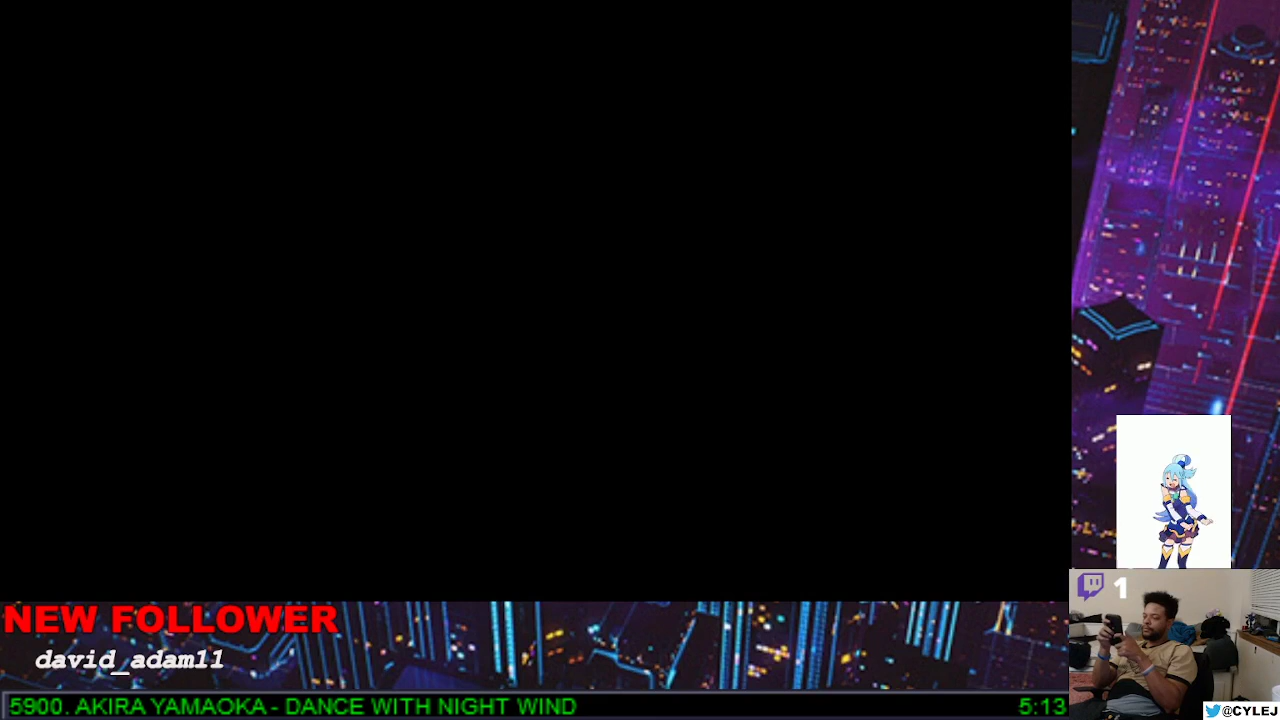 NEW FOLLOWER
david_adam11
1
5900. AKIRA YAMAOKA - DANCE WITH NIGHT WIND 5:13
@CYLEJ